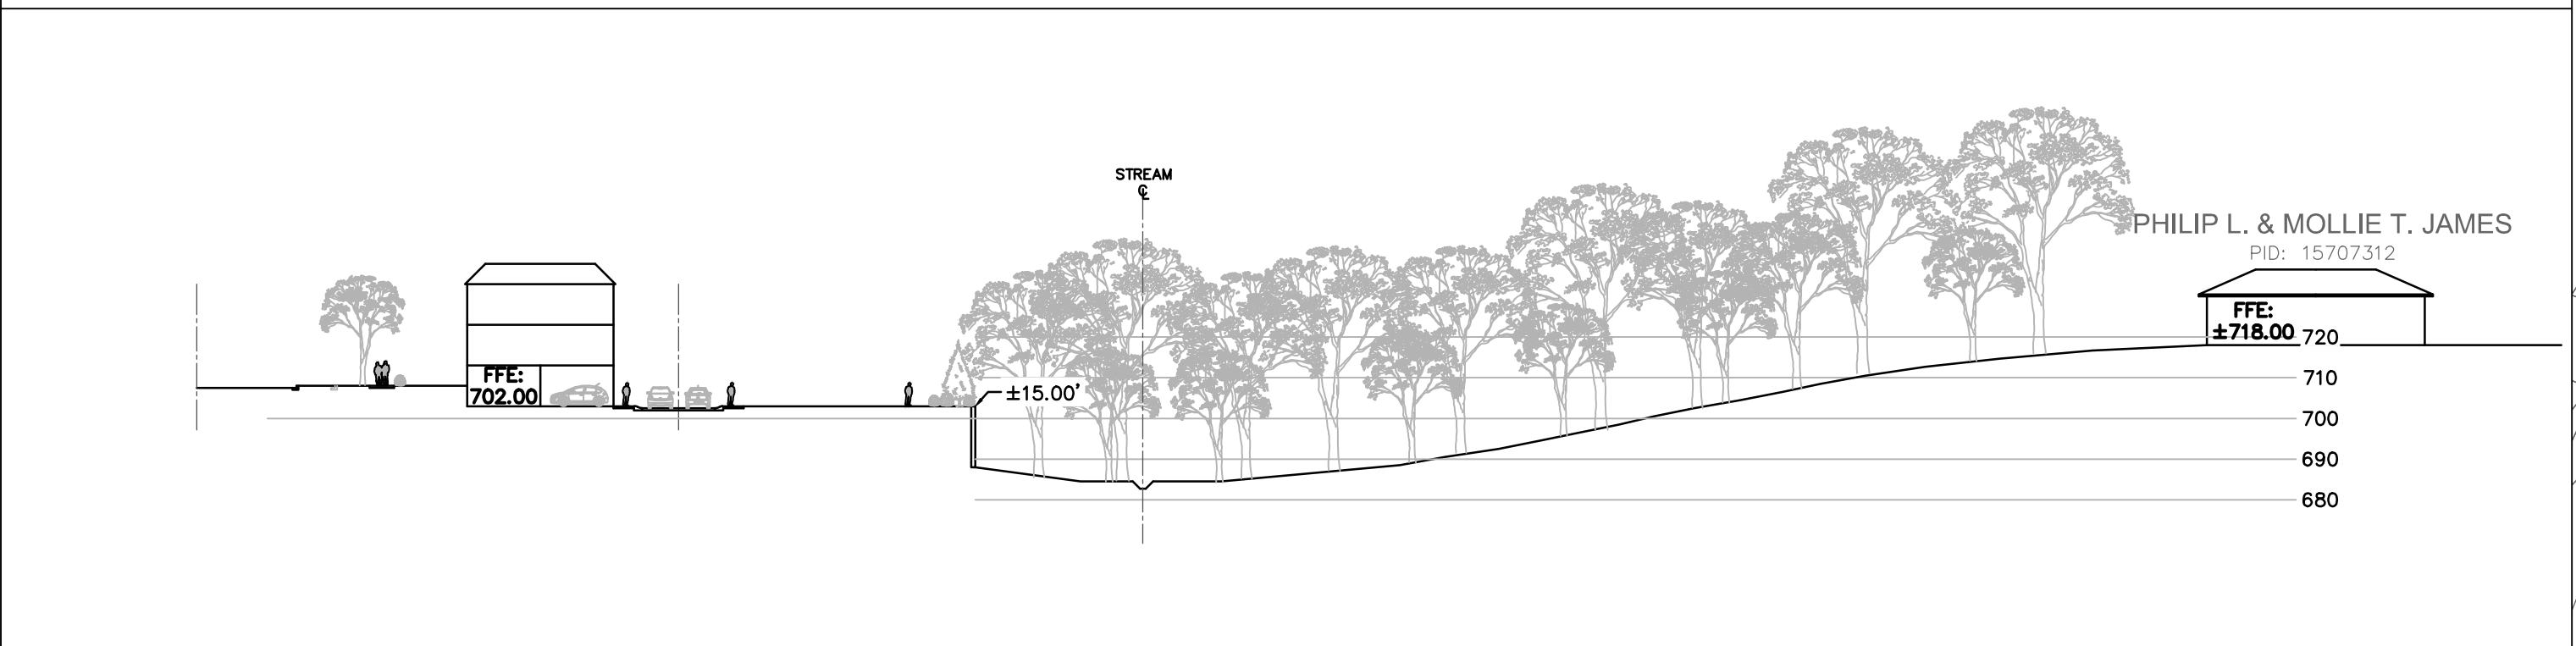 STREAM
℄
PHILIP L. & MOLLIE T. JAMES
PID: 15707312
FFE:
±718.00
720
FFE:
702.00
±15.00'
710
700
690
680